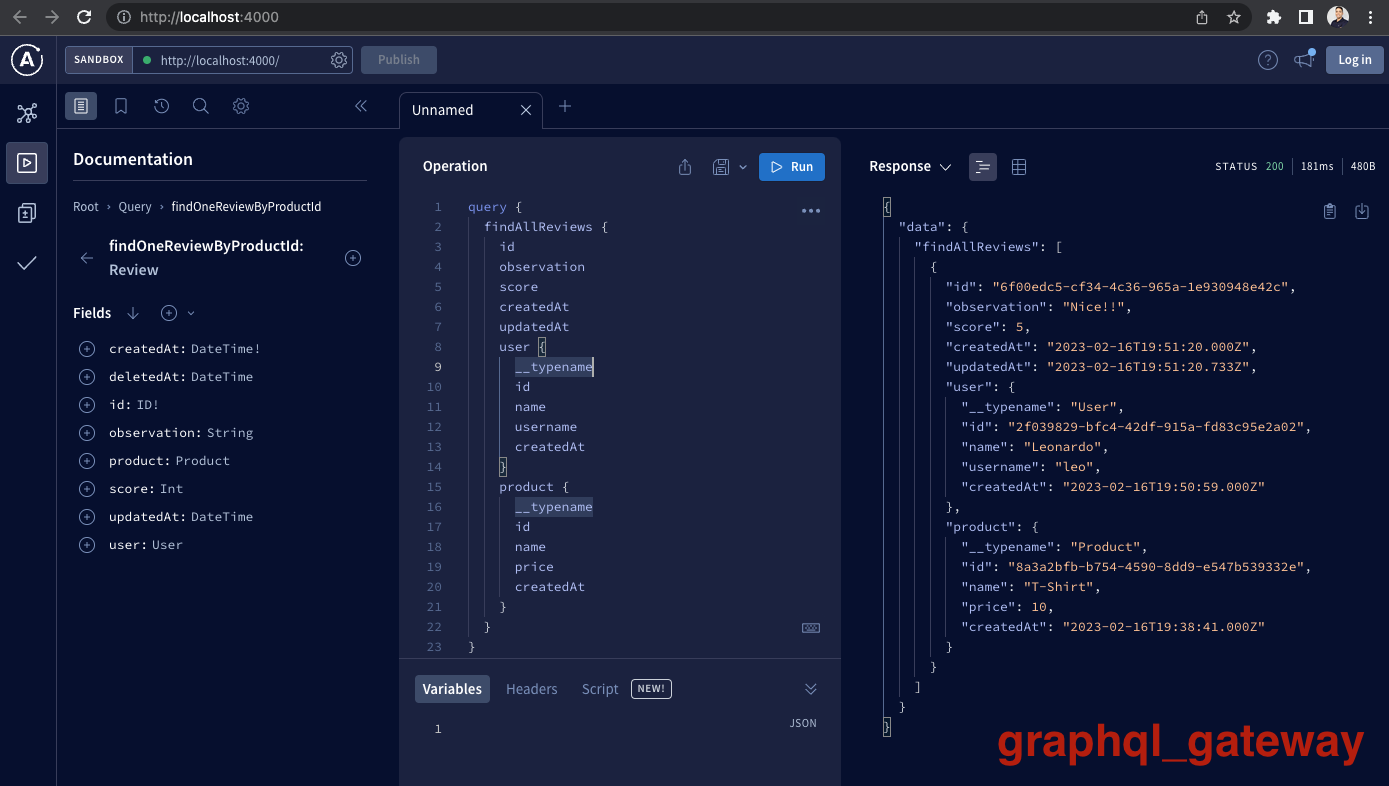 http://localhost:4000
SANDBOX
http://localhost:4000/
Publish
Log in
Unnamed
Documentation
Root › Query › findOneReviewByProductId
findOneReviewByProductId:
Review
Fields
createdAt: DateTime!
deletedAt: DateTime
id: ID!
observation: String
product: Product
score: Int
updatedAt: DateTime
user: User
Operation
Run
1 query {
2 findAllReviews {
3 id
4 observation
5 score
6 createdAt
7 updatedAt
8 user {
9 __typename
10 id
11 name
12 username
13 createdAt
14 }
15 product {
16 __typename
17 id
18 name
19 price
20 createdAt
21 }
22 }
23 }
Variables Headers Script NEW!
1
JSON
Response
STATUS 200 181ms 480B
{
"data": {
"findAllReviews": [
{
"id": "6f00edc5-cf34-4c36-965a-1e930948e42c",
"observation": "Nice!!",
"score": 5,
"createdAt": "2023-02-16T19:51:20.000Z",
"updatedAt": "2023-02-16T19:51:20.733Z",
"user": {
"__typename": "User",
"id": "2f039829-bfc4-42df-915a-fd83c95e2a02",
"name": "Leonardo",
"username": "leo",
"createdAt": "2023-02-16T19:50:59.000Z"
},
"product": {
"__typename": "Product",
"id": "8a3a2bfb-b754-4590-8dd9-e547b539332e",
"name": "T-Shirt",
"price": 10,
"createdAt": "2023-02-16T19:38:41.000Z"
}
}
]
}
}
graphql_gateway